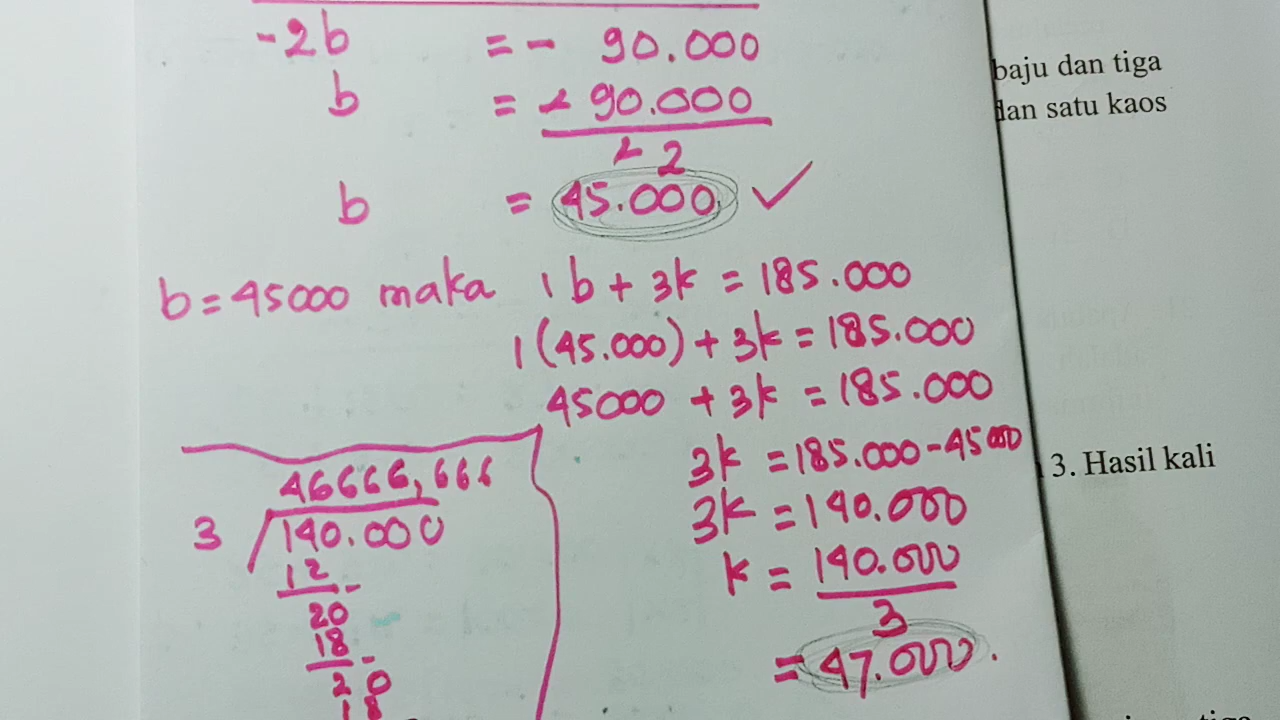 -2b = - 90.000
b = - 90.000
- 2
b = 45.000 ✓
b = 45000 maka 1b + 3k = 185.000
1(45.000) + 3k = 185.000
45000 + 3k = 185.000
3k = 185.000 - 45000
3k = 140.000
k = 140.000
3
= 47.000.
46666,666
3 140.000
12 -
20
18 -
20
18
baju dan tiga
dan satu kaos
3. Hasil kali